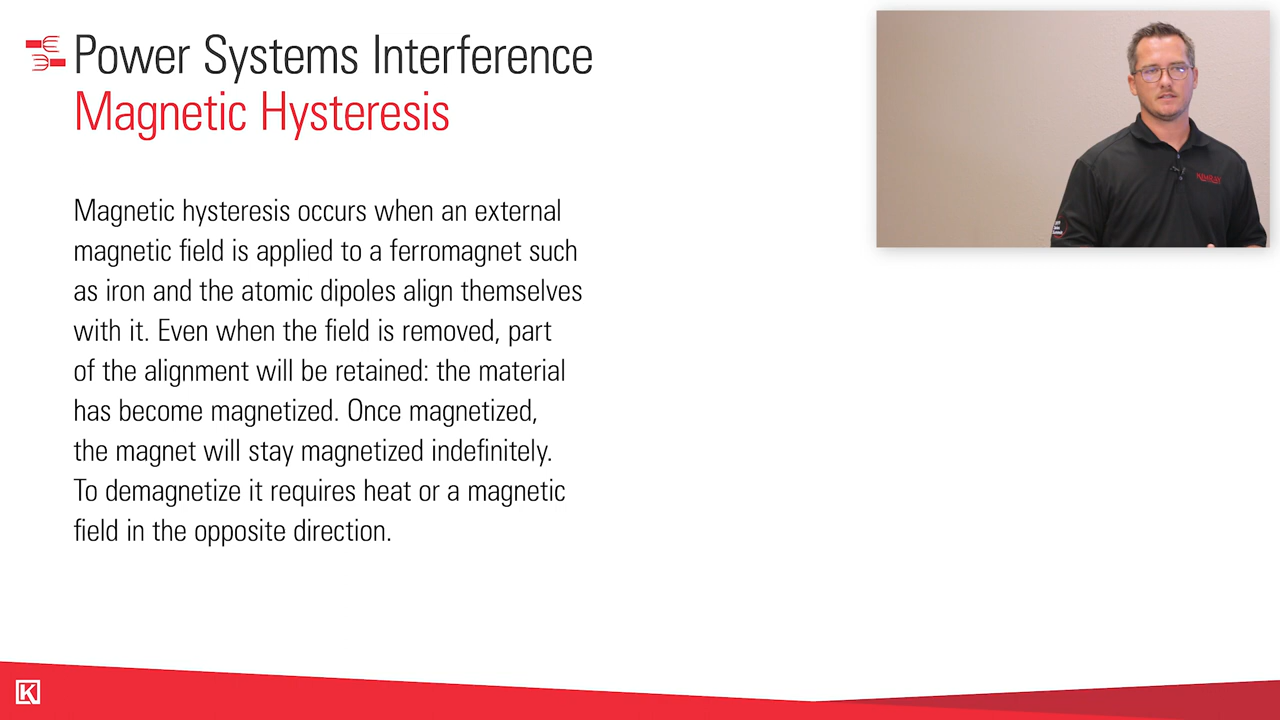 Power Systems Interference
Magnetic Hysteresis
Magnetic hysteresis occurs when an external
magnetic field is applied to a ferromagnet such
as iron and the atomic dipoles align themselves
with it. Even when the field is removed, part
of the alignment will be retained: the material
has become magnetized. Once magnetized,
the magnet will stay magnetized indefinitely.
To demagnetize it requires heat or a magnetic
field in the opposite direction.
K